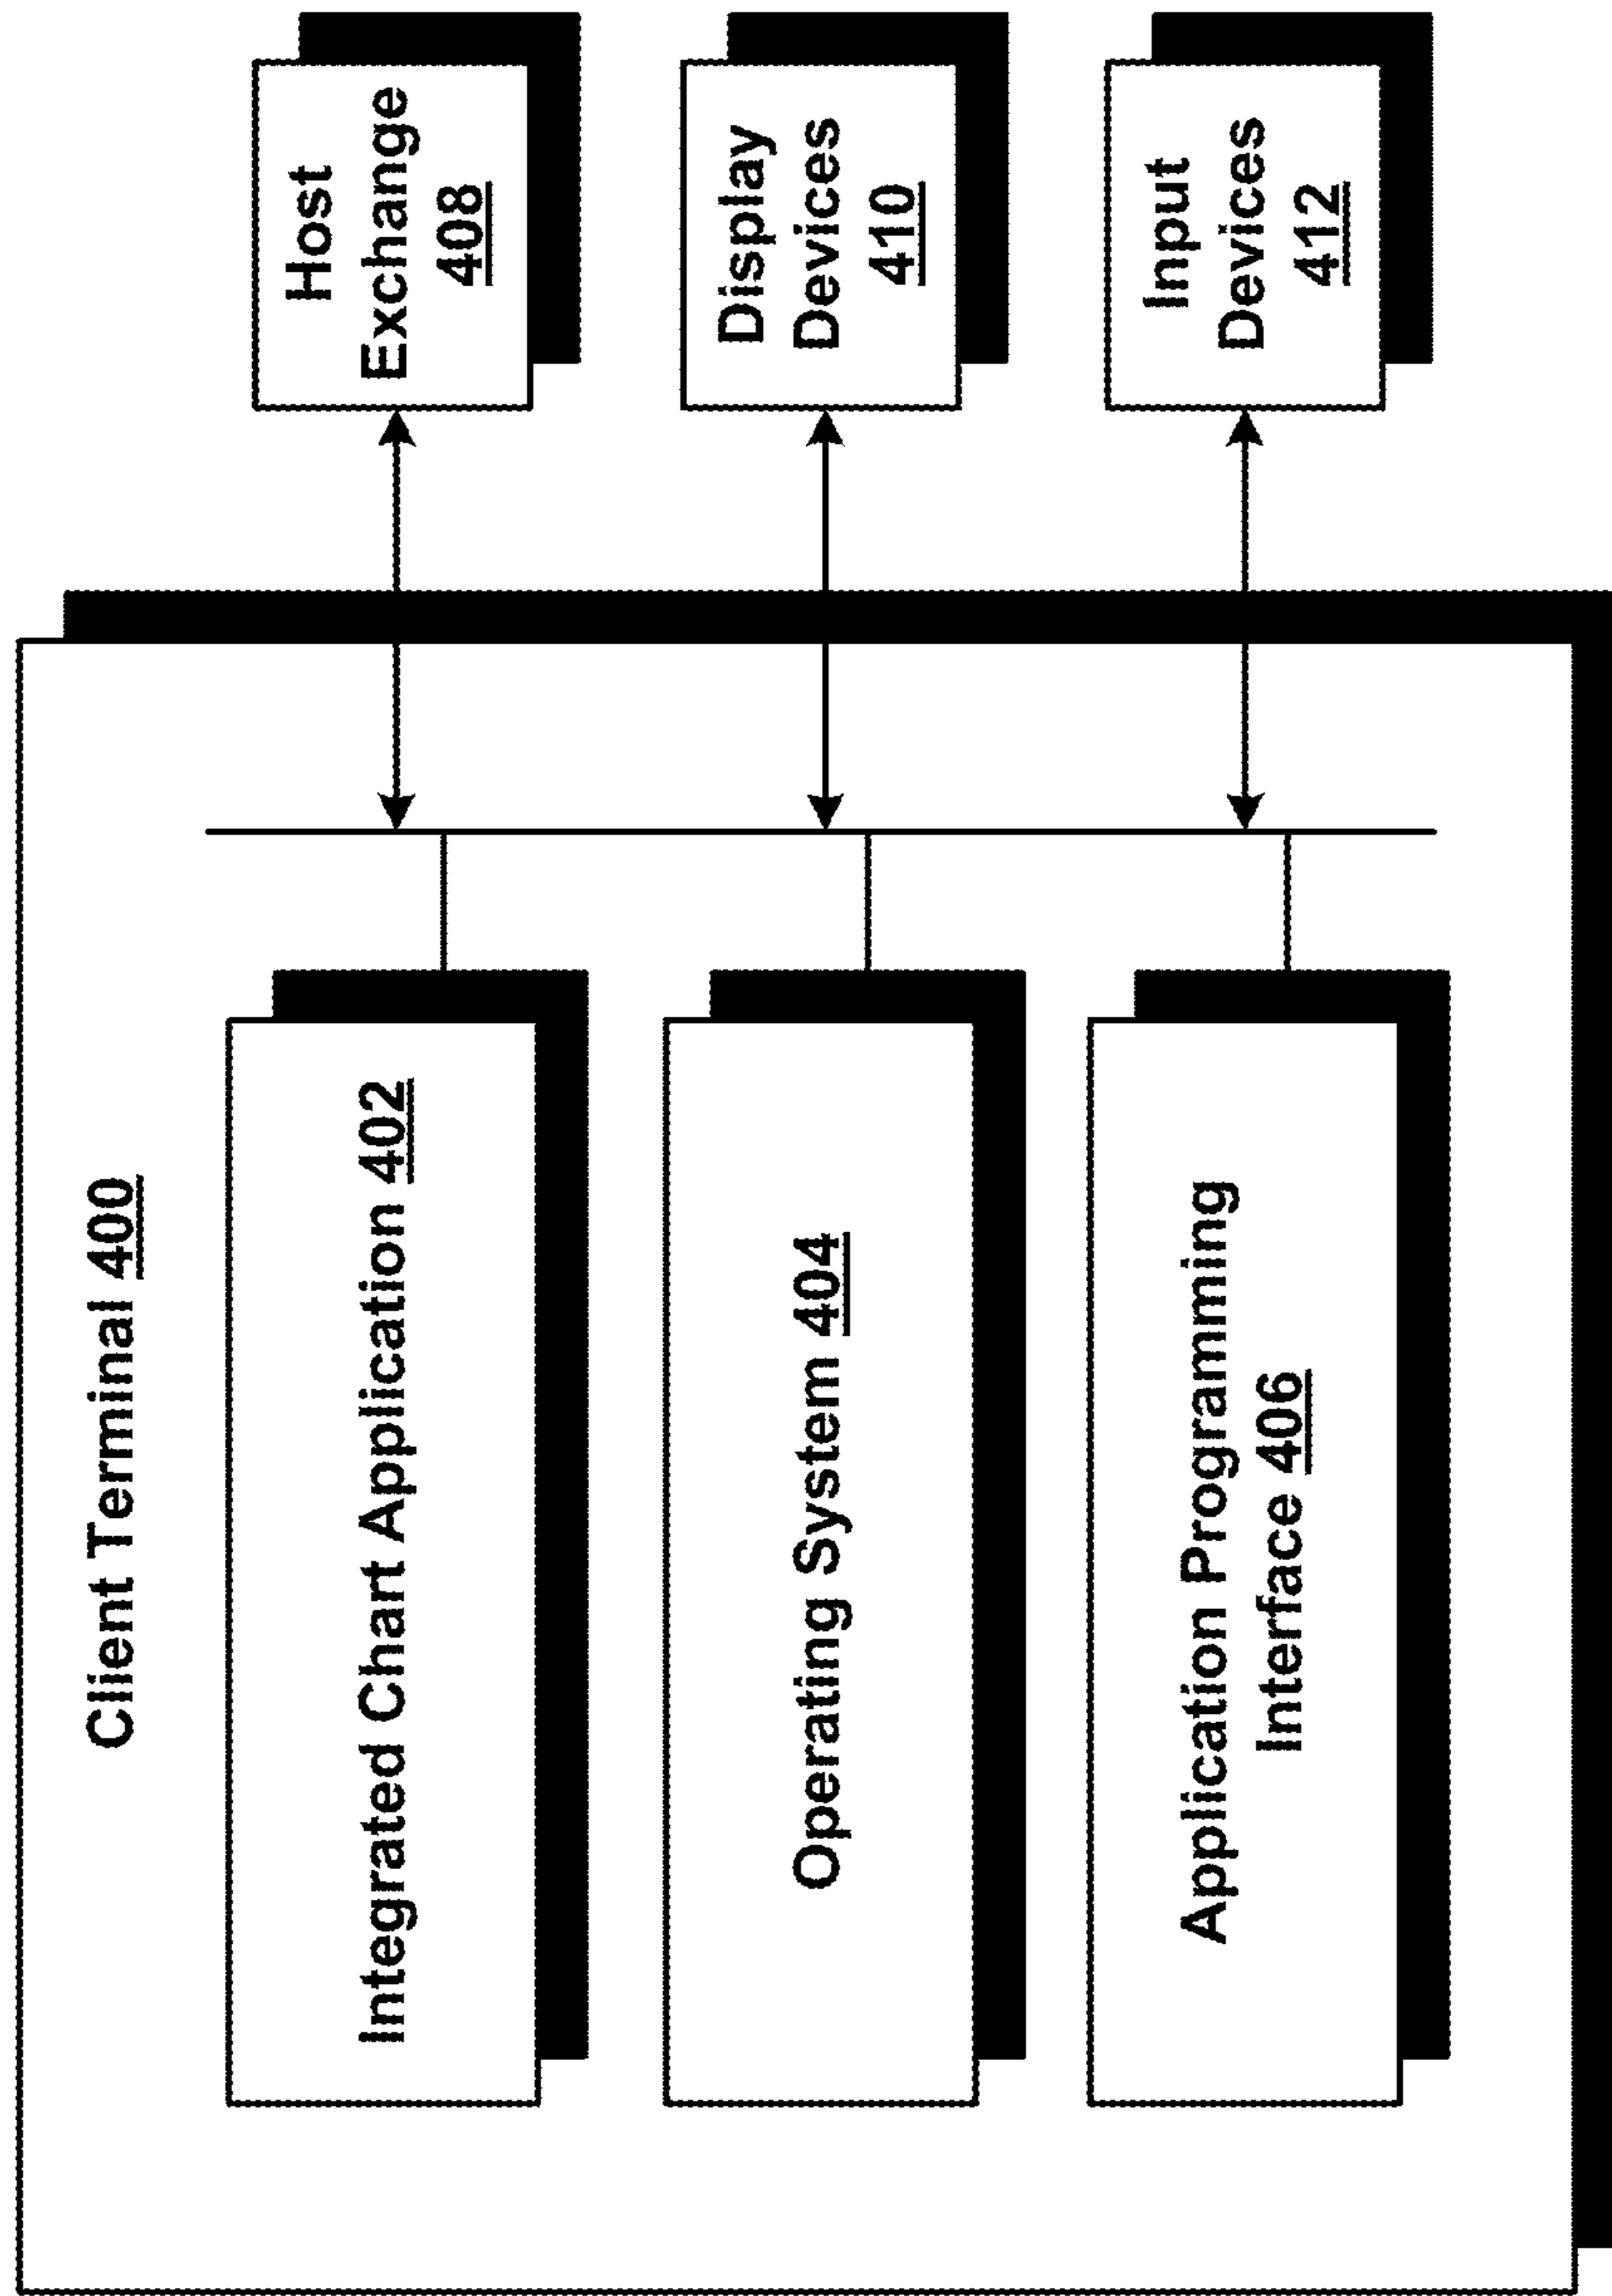 Client Terminal 400
Integrated Chart Application 402
Operating System 404
Application Programming
Interface 406
Host
Exchange
408
Display
Devices
410
Input
Devices
412